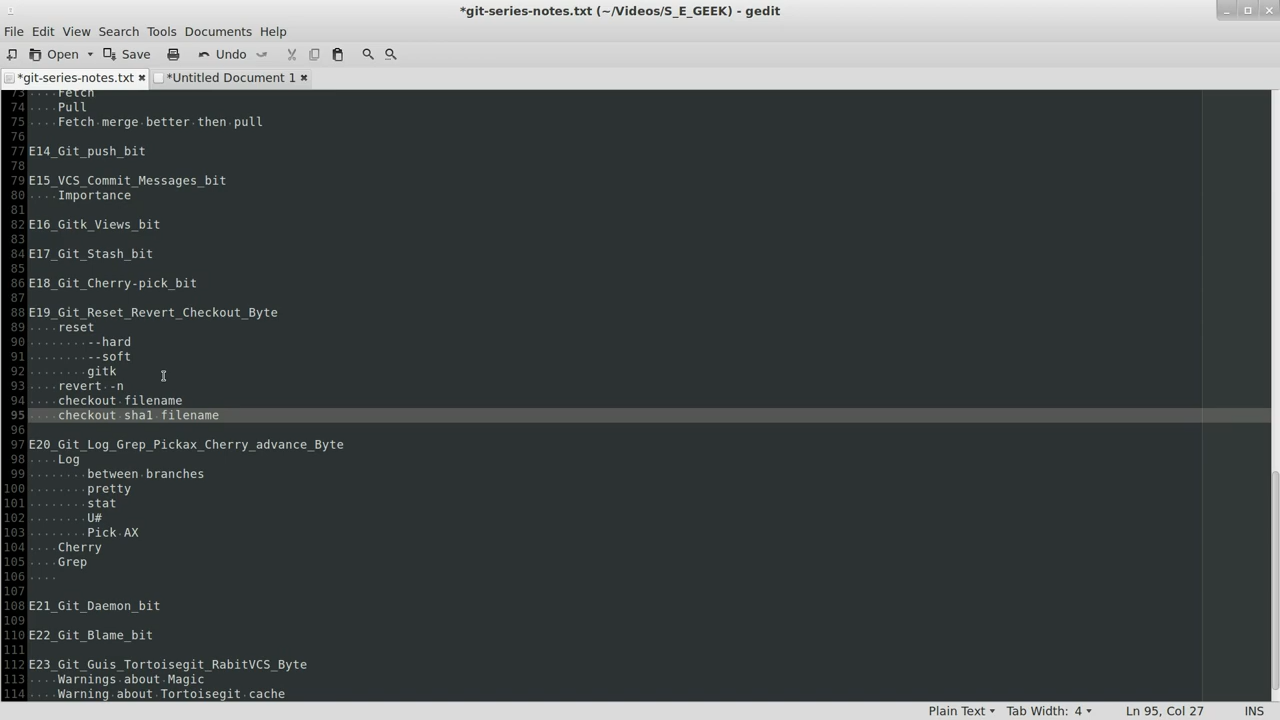 *git-series-notes.txt (~/Videos/S_E_GEEK) - gedit
File Edit View Search Tools Documents Help
Open Save Undo
*git-series-notes.txt *Untitled Document 1
73 Fetch
74 Pull
75 Fetch merge better then pull
76
77 E14_Git_push_bit
78
79 E15_VCS_Commit_Messages_bit
80 Importance
81
82 E16_Gitk_Views_bit
83
84 E17_Git_Stash_bit
85
86 E18_Git_Cherry-pick_bit
87
88 E19_Git_Reset_Revert_Checkout_Byte
89 reset
90 --hard
91 --soft
92 gitk
93 revert -n
94 checkout filename
95 checkout sha1 filename
96
97 E20_Git_Log_Grep_Pickax_Cherry_advance_Byte
98 Log
99 between branches
100 pretty
101 stat
102 U#
103 Pick AX
104 Cherry
105 Grep
106
107
108 E21_Git_Daemon_bit
109
110 E22_Git_Blame_bit
111
112 E23_Git_Guis_Tortoisegit_RabitVCS_Byte
113 Warnings about Magic
114 Warning about Tortoisegit cache
Plain Text Tab Width: 4 Ln 95, Col 27 INS